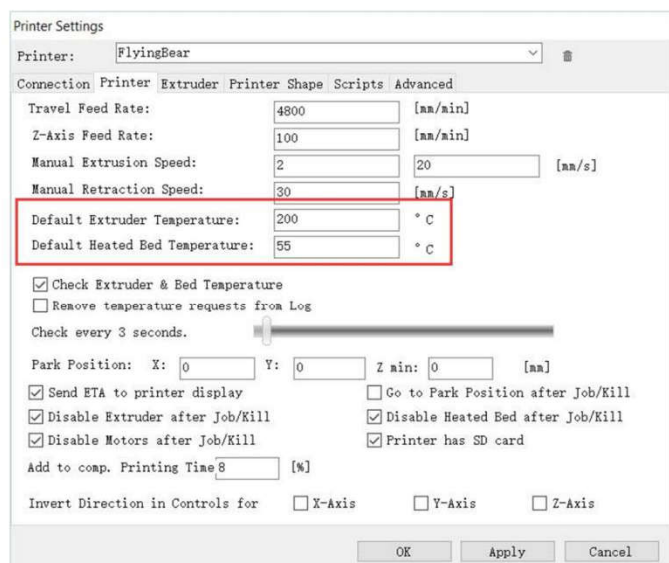 Printer Settings
Printer: FlyingBear
Connection Printer Extruder Printer Shape Scripts Advanced
Travel Feed Rate: 4800 [mm/min]
Z-Axis Feed Rate: 100 [mm/min]
Manual Extrusion Speed: 2 20 [mm/s]
Manual Retraction Speed: 30 [mm/s]
Default Extruder Temperature: 200 °C
Default Heated Bed Temperature: 55 °C
Check Extruder & Bed Temperature
Remove temperature requests from Log
Check every 3 seconds.
Park Position: X: 0 Y: 0 Z min: 0 [mm]
Send ETA to printer display Go to Park Position after Job/Kill
Disable Extruder after Job/Kill Disable Heated Bed after Job/Kill
Disable Motors after Job/Kill Printer has SD card
Add to comp. Printing Time 8 [%]
Invert Direction in Controls for X-Axis Y-Axis Z-Axis
OK Apply Cancel